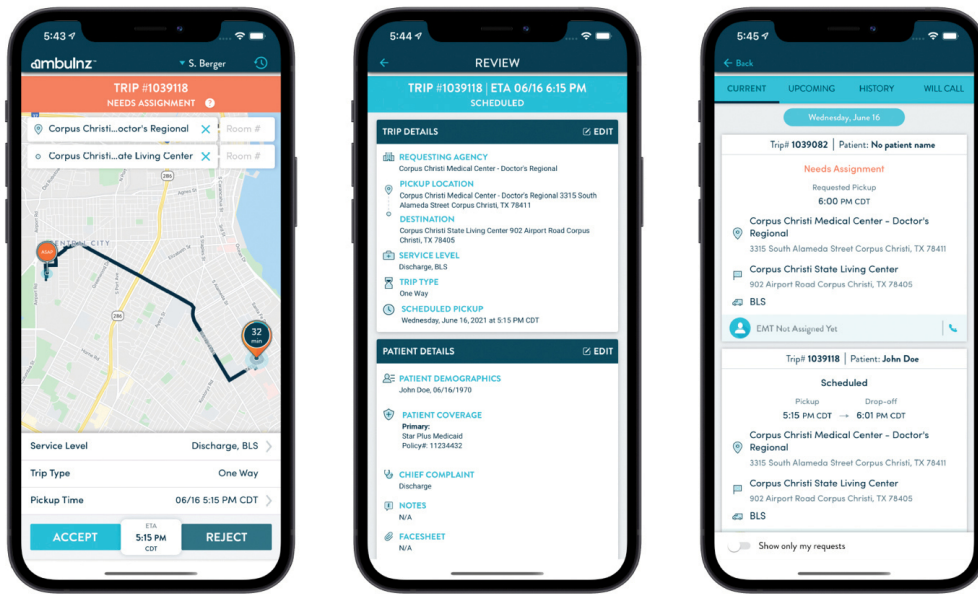 5:43
ambulnz
S. Berger
TRIP #1039118
NEEDS ASSIGNMENT ?
Corpus Christi...octor's Regional
Room #
Corpus Christi...ate Living Center
Room #
286
CENTRAL CITY
ASAP
286
32
min
Service Level Discharge, BLS
Trip Type One Way
Pickup Time 06/16 5:15 PM CDT
ACCEPT
ETA
5:15 PM
CDT
REJECT
5:44
REVIEW
TRIP #1039118 | ETA 06/16 6:15 PM
SCHEDULED
TRIP DETAILS EDIT
REQUESTING AGENCY
Corpus Christi Medical Center - Doctor's Regional
PICKUP LOCATION
Corpus Christi Medical Center - Doctor's Regional 3315 South
Alameda Street Corpus Christi, TX 78411
DESTINATION
Corpus Christi State Living Center 902 Airport Road Corpus
Christi, TX 78405
SERVICE LEVEL
Discharge, BLS
TRIP TYPE
One Way
SCHEDULED PICKUP
Wednesday, June 16, 2021 at 5:15 PM CDT
PATIENT DETAILS EDIT
PATIENT DEMOGRAPHICS
John Doe, 06/16/1970
PATIENT COVERAGE
Primary:
Star Plus Medicaid
Policy#: 11234432
CHIEF COMPLAINT
Discharge
NOTES
N/A
FACESHEET
N/A
5:45
Back
CURRENT UPCOMING HISTORY WILL CALL
Wednesday, June 16
Trip# 1039082 | Patient: No patient name
Needs Assignment
Requested Pickup
6:00 PM CDT
Corpus Christi Medical Center - Doctor's
Regional
3315 South Alameda Street Corpus Christi, TX 78411
Corpus Christi State Living Center
902 Airport Road Corpus Christi, TX 78405
BLS
EMT Not Assigned Yet
Trip# 1039118 | Patient: John Doe
Scheduled
Pickup Drop-off
5:15 PM CDT → 6:01 PM CDT
Corpus Christi Medical Center - Doctor's
Regional
3315 South Alameda Street Corpus Christi, TX 78411
Corpus Christi State Living Center
902 Airport Road Corpus Christi, TX 78405
BLS
Show only my requests